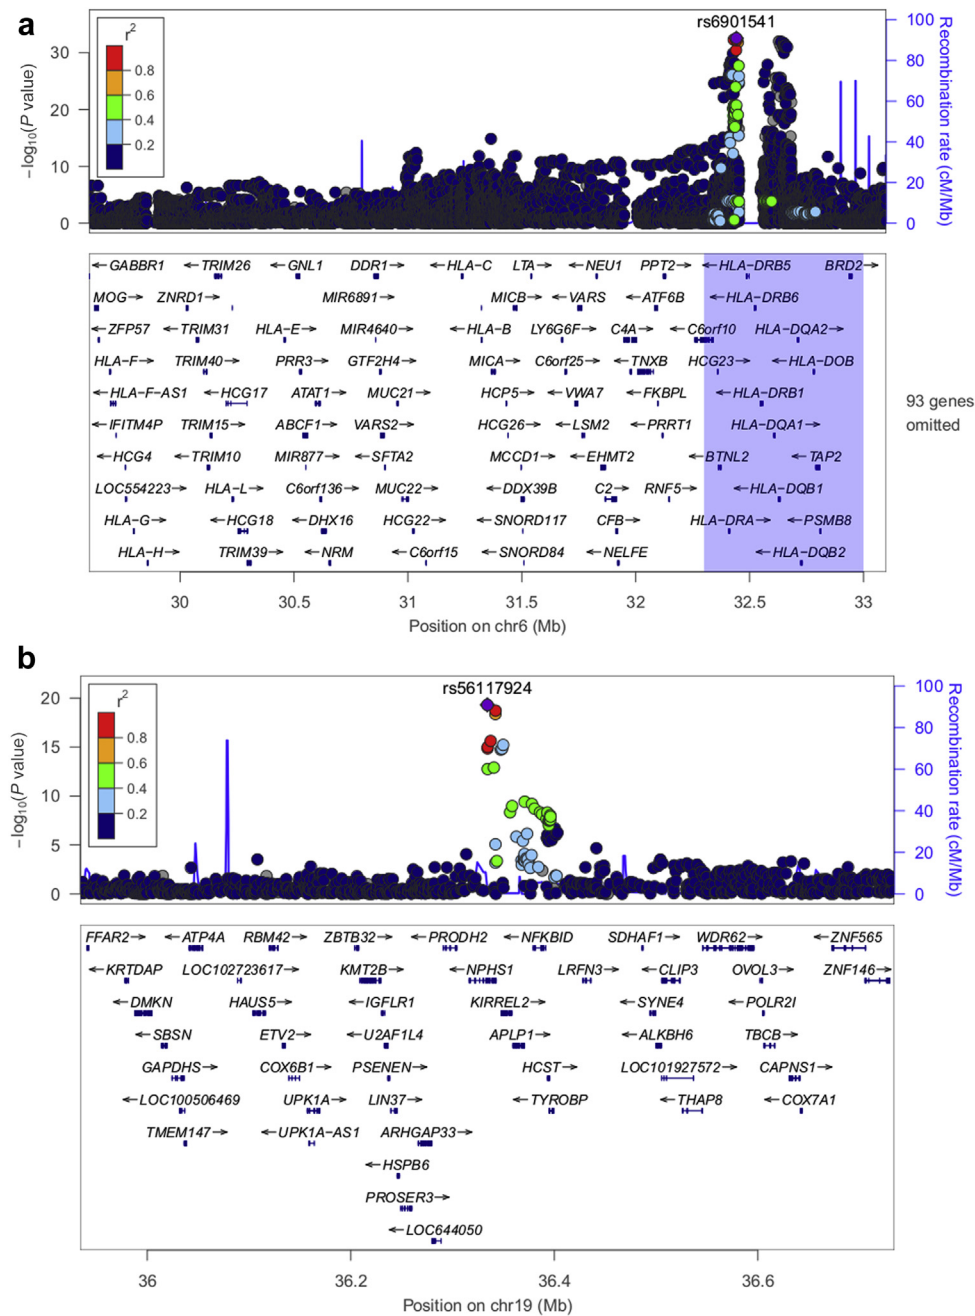 a
rs6901541
r2
0.8
0.6
0.4
0.2
−log10(P value)
30
20
10
0
100
80
60
40
20
0
Recombination rate (cM/Mb)
←GABBR1 ←TRIM26 ←GNL1 DDR1→ ←HLA-C LTA→ ←NEU1 PPT2→ ←HLA-DRB5 BRD2→
MOG→ ZNRD1→ MIR6891→ MICB→ ←VARS ←ATF6B ←HLA-DRB6
←ZFP57 ←TRIM31 HLA-E→ MIR4640→ ←HLA-B LY6G6F→ C4A→ ←C6orf10 HLA-DQA2→
HLA-F→ TRIM40→ PRR3→ GTF2H4→ MICA→ C6orf25→ ←TNXB HCG23→ ←HLA-DOB
←HLA-F-AS1 ←HCG17 ATAT1→ MUC21→ HCP5→ ←VWA7 ←FKBPL ←HLA-DRB1
←IFITM4P TRIM15→ ABCF1→ VARS2→ HCG26→ ←LSM2 ←PRRT1 HLA-DQA1→
←HCG4 ←TRIM10 MIR877→ ←SFTA2 MCCD1→ ←EHMT2 ←BTNL2 ←TAP2
LOC554223→ HLA-L→ C6orf136→ MUC22→ ←DDX39B C2→ RNF5→ ←HLA-DQB1
HLA-G→ ←HCG18 ←DHX16 HCG22→ ←SNORD117 CFB→ HLA-DRA→ ←PSMB8
HLA-H→ TRIM39→ ←NRM ←C6orf15 ←SNORD84 ←NELFE ←HLA-DQB2
93 genes
omitted
30 30.5 31 31.5 32 32.5 33
Position on chr6 (Mb)
b
rs56117924
r2
0.8
0.6
0.4
0.2
−log10(P value)
20
15
10
5
0
100
80
60
40
20
0
Recombination rate (cM/Mb)
FFAR2→ ←ATP4A RBM42→ ZBTB32→ ←PRODH2 ←NFKBID SDHAF1→ WDR62→ ←ZNF565
←KRTDAP LOC102723617→ KMT2B→ ←NPHS1 LRFN3→ ←CLIP3 OVOL3→ ZNF146→
←DMKN HAUS5→ ←IGFLR1 KIRREL2→ ←SYNE4 ←POLR2I
←SBSN ETV2→ ←U2AF1L4 APLP1→ ←ALKBH6 TBCB→
GAPDHS→ COX6B1→ PSENEN→ HCST→ LOC101927572→ CAPNS1→
←LOC100506469 UPK1A→ LIN37→ ←TYROBP ←THAP8 ←COX7A1
TMEM147→ ←UPK1A-AS1 ARHGAP33→
←HSPB6
PROSER3→
←LOC644050
36 36.2 36.4 36.6
Position on chr19 (Mb)